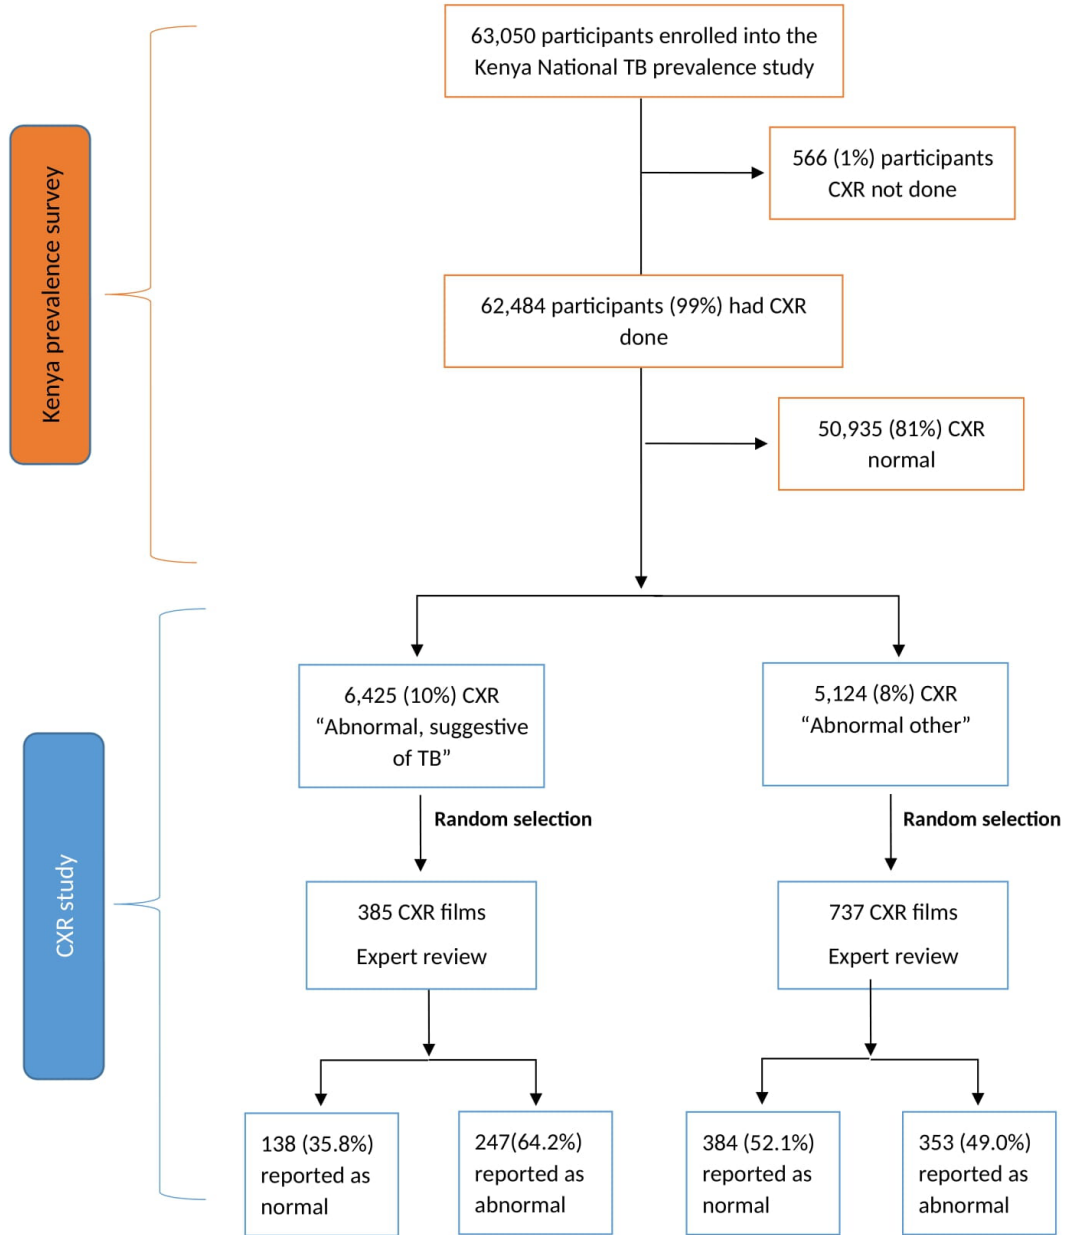 63,050 participants enrolled into the
Kenya National TB prevalence study
566 (1%) participants
CXR not done
Kenya prevalence survey
62,484 participants (99%) had CXR
done
50,935 (81%) CXR
normal
6,425 (10%) CXR
“Abnormal, suggestive
of TB”
5,124 (8%) CXR
“Abnormal other”
Random selection
Random selection
CXR study
385 CXR films
Expert review
737 CXR films
Expert review
138 (35.8%)
reported as
normal
247(64.2%)
reported as
abnormal
384 (52.1%)
reported as
normal
353 (49.0%)
reported as
abnormal